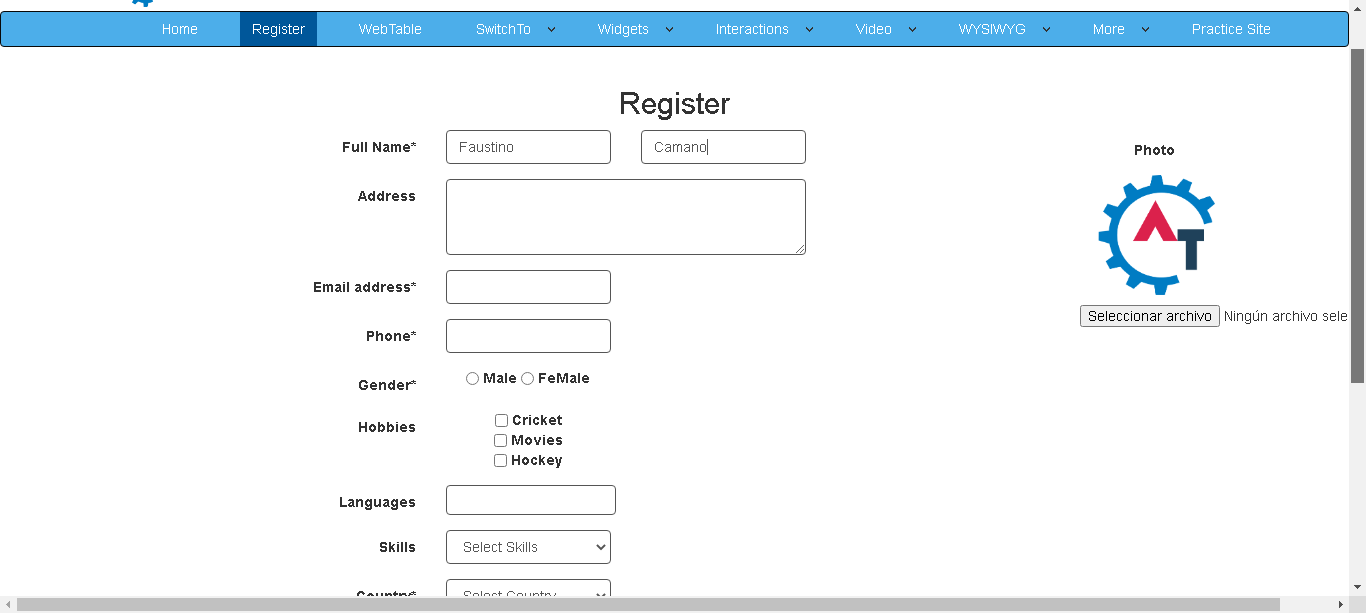 Home Register WebTable SwitchTo Widgets Interactions Video WYSIWYG More Practice Site
Register
Full Name* Faustino Camano
Photo
Address
AT
Email address*
Seleccionar archivo Ningún archivo sele
Phone*
Gender* Male FeMale
Hobbies Cricket
Movies
Hockey
Languages
Skills Select Skills
Country* Select Country